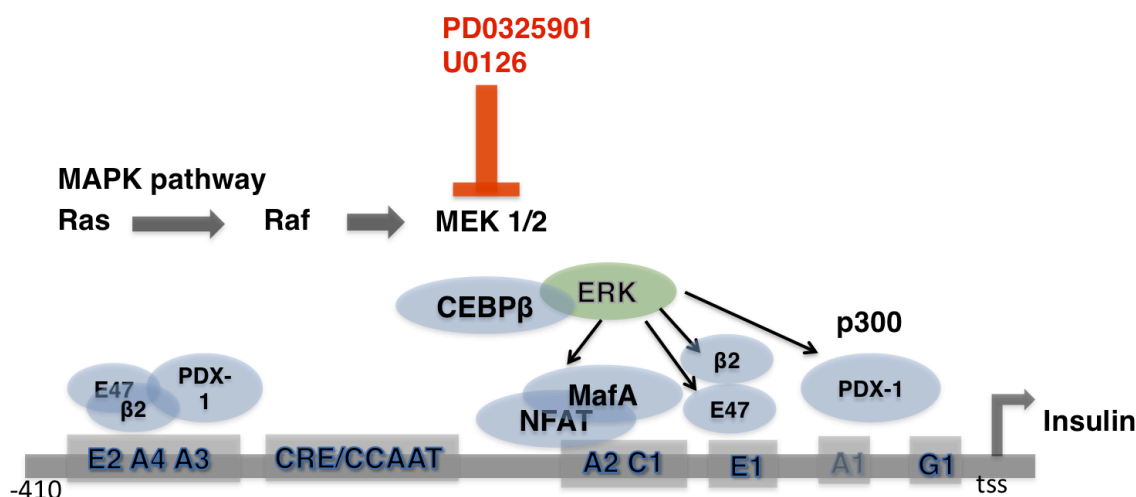 PD0325901
U0126
MAPK pathway
Ras
Raf
MEK 1/2
CEBPβ
ERK
p300
E47
β2
PDX-
1
MafA
NFAT
β2
E47
PDX-1
Insulin
E2 A4 A3
CRE/CCAAT
A2 C1
E1
A1
G1
-410
tss